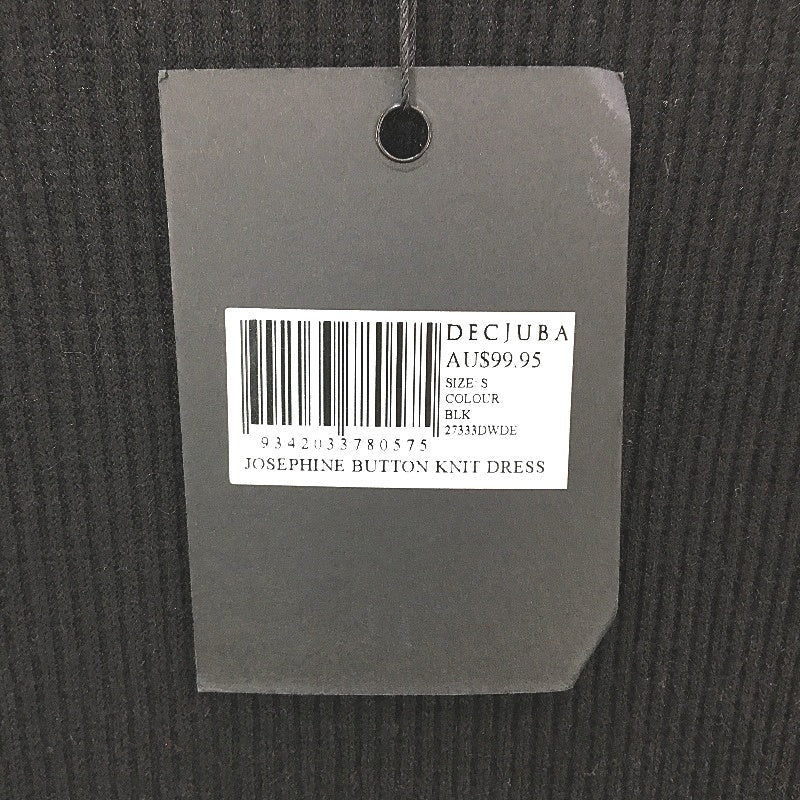 DECJUBA
AU$99.95
SIZE: S
COLOUR
BLK
27333DWDE
9342033780575
JOSEPHINE BUTTON KNIT DRESS